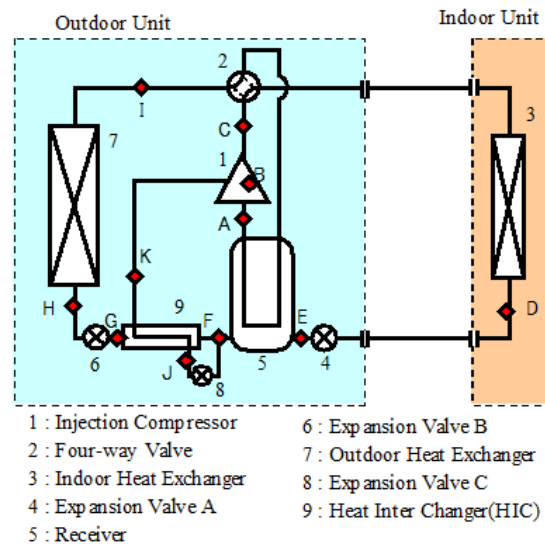 Outdoor Unit
Indoor Unit
2
I
3
7
C
1
B
A
K
H
9
G
F
E
D
6
J
8
5
4
1 : Injection Compressor
2 : Four-way Valve
3 : Indoor Heat Exchanger
4 : Expansion Valve A
5 : Receiver
6 : Expansion Valve B
7 : Outdoor Heat Exchanger
8 : Expansion Valve C
9 : Heat Inter Changer(HIC)